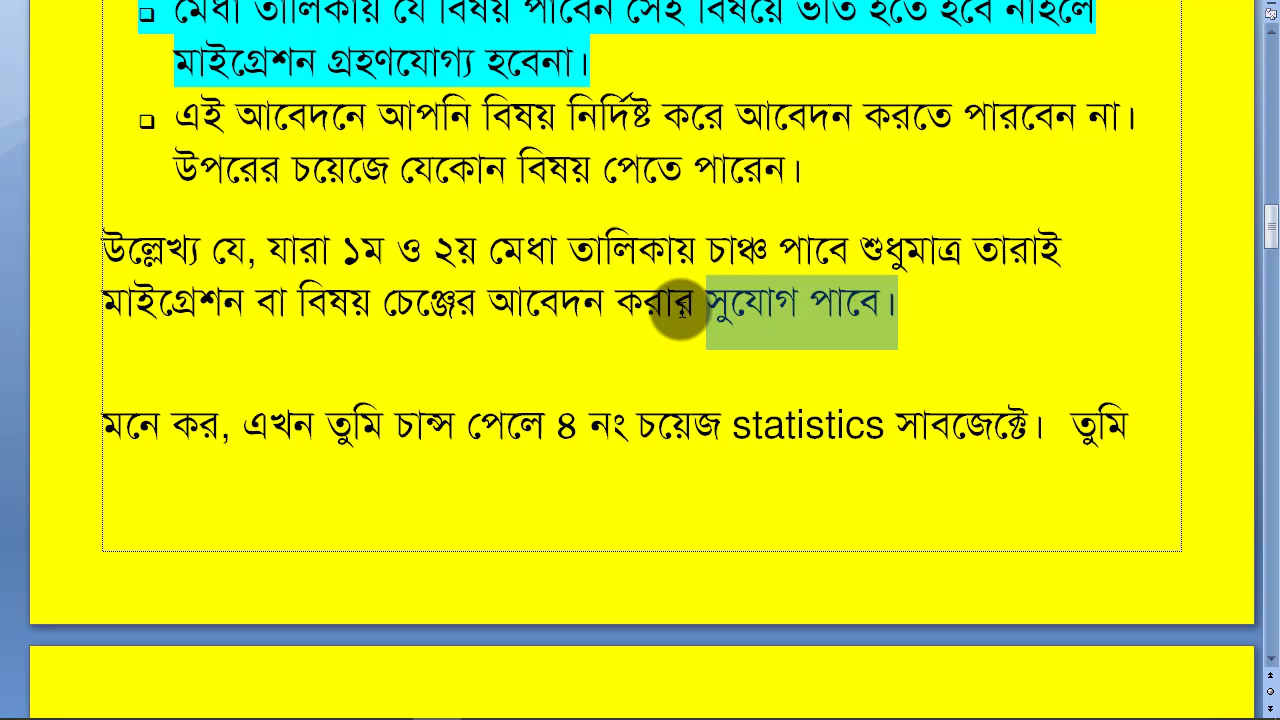 মেধা তালিকায় যে বিষয় পাবেন সেই বিষয়ে ভর্তি হতে হবে নাহলে
মাইগ্রেশন গ্রহণযোগ্য হবেনা।
এই আবেদনে আপনি বিষয় নির্দিষ্ট করে আবেদন করতে পারবেন না।
উপরের চয়েজে যেকোন বিষয় পেতে পারেন।
উল্লেখ্য যে, যারা ১ম ও ২য় মেধা তালিকায় চাঞ্চ পাবে শুধুমাত্র তারাই
মাইগ্রেশন বা বিষয় চেঞ্জের আবেদন করার সুযোগ পাবে।
মনে কর, এখন তুমি চান্স পেলে ৪ নং চয়েজ statistics সাবজেক্টে। তুমি